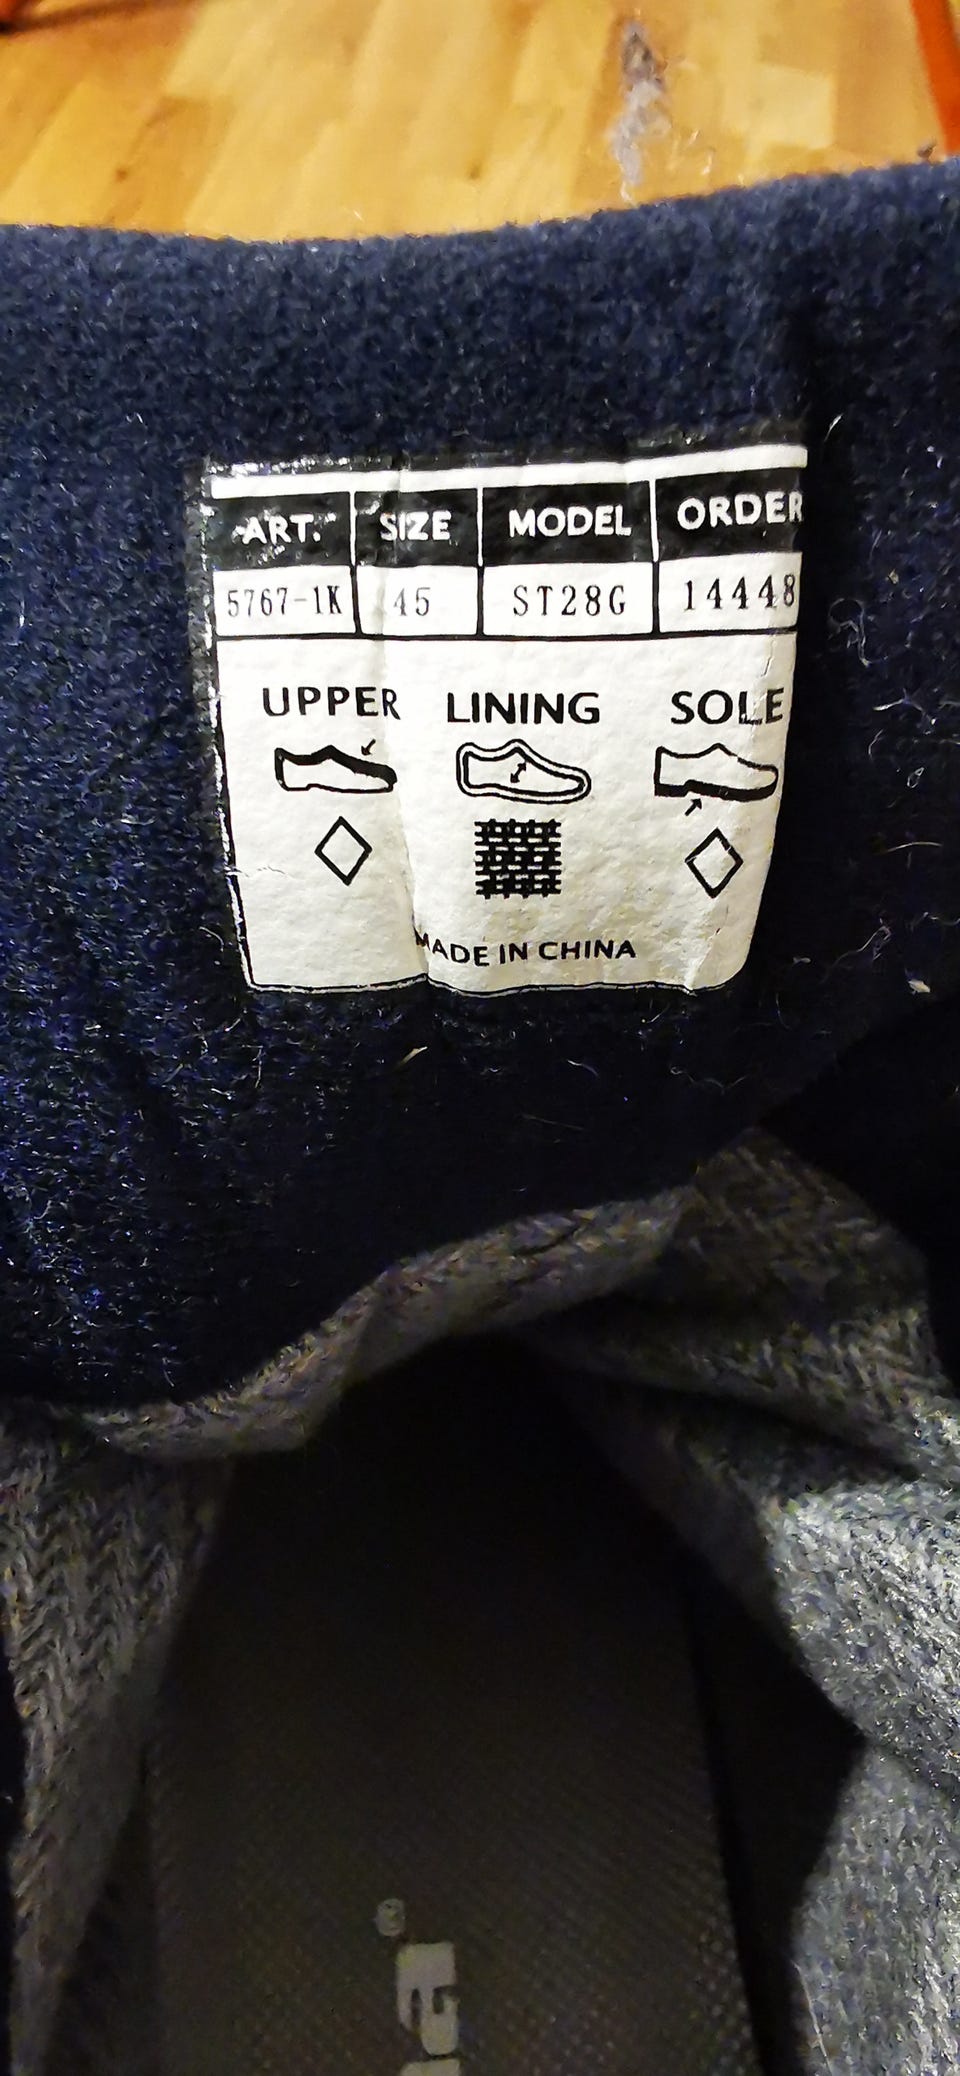 ART. SIZE MODEL ORDER
5767-1K 45 ST28G 14448
UPPER LINING SOLE
MADE IN CHINA